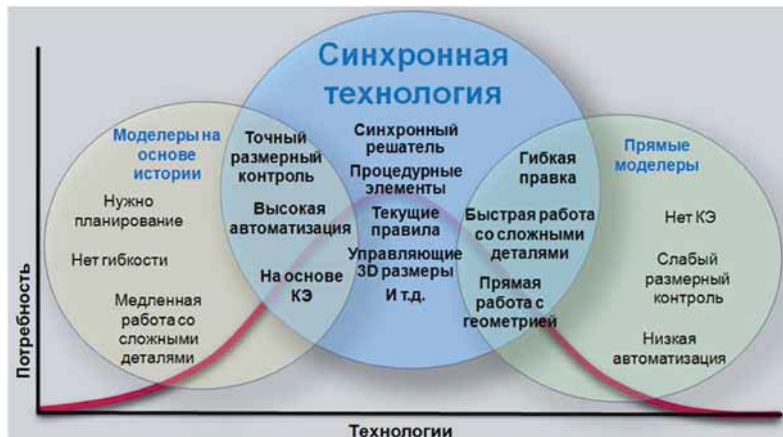 Синхронная
технология
Моделеры на
основе
истории
Нужно
планирование
Нет гибкости
Медленная
работа со
сложными
деталями
Точный
размерный
контроль
Высокая
автоматизация
На основе
КЭ
Синхронный
решатель
Процедурные
элементы
Текущие
правила
Управляющие
3D размеры
И т.д.
Гибкая
правка
Быстрая работа
со сложными
деталями
Прямая
работа с
геометрией
Прямые
моделеры
Нет КЭ
Слабый
размерный
контроль
Низкая
автоматизация
Потребность
Технологии